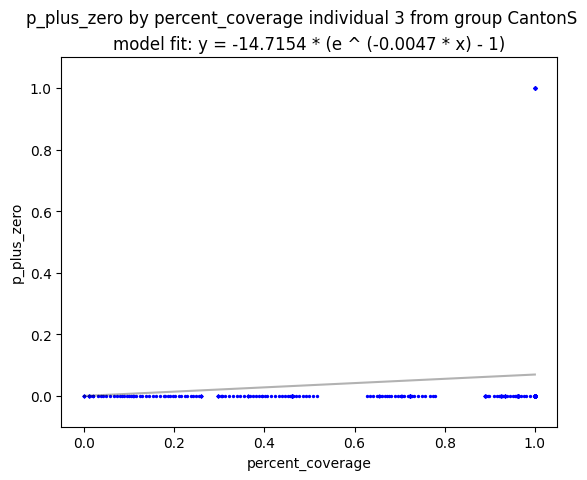 p_plus_zero by percent_coverage individual 3 from group CantonS
model fit: y = -14.7154 * (e ^ (-0.0047 * x) - 1)
1.0
0.8
0.6
0.4
0.2
0.0
p_plus_zero
0.0 0.2 0.4 0.6 0.8 1.0
percent_coverage